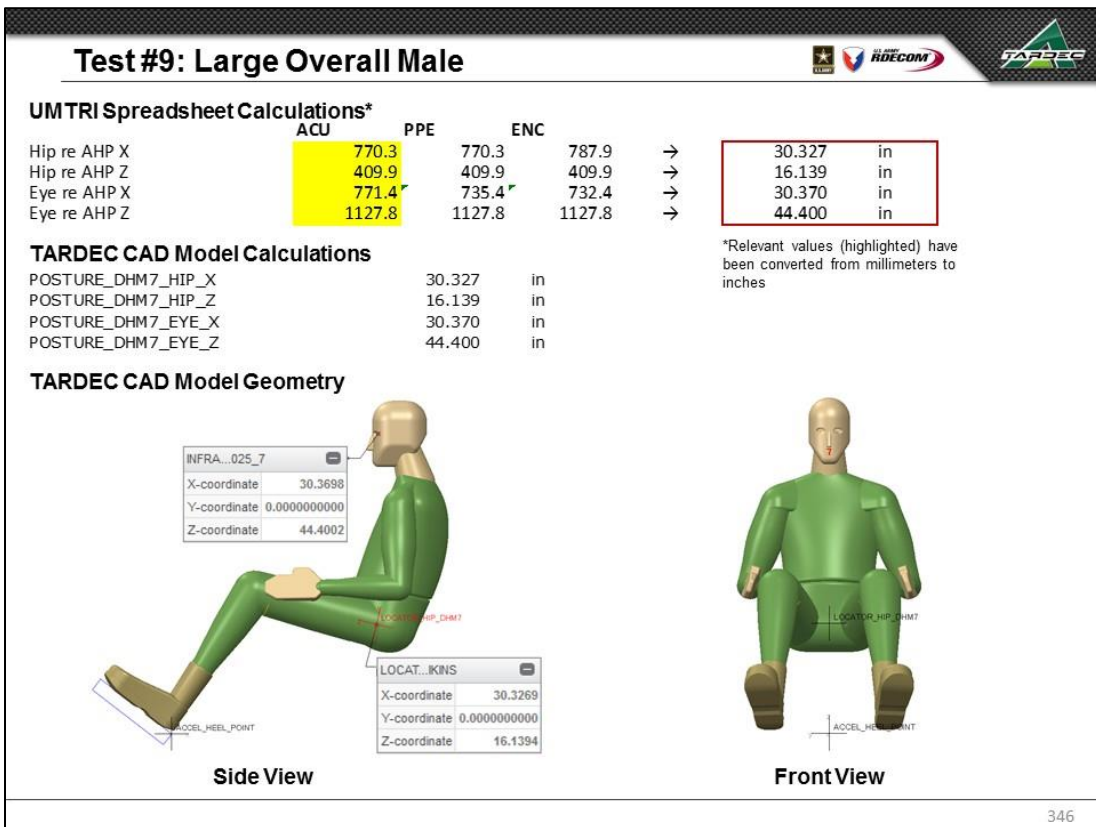 Test #9: Large Overall Male
U.S. ARMY
U.S. ARMY
RDECOM
TARDEC
UMTRI Spreadsheet Calculations*
ACU PPE ENC
Hip re AHP X 770.3 770.3 787.9 → 30.327 in
Hip re AHP Z 409.9 409.9 409.9 → 16.139 in
Eye re AHP X 771.4 735.4 732.4 → 30.370 in
Eye re AHP Z 1127.8 1127.8 1127.8 → 44.400 in
*Relevant values (highlighted) have
been converted from millimeters to
inches
TARDEC CAD Model Calculations
POSTURE_DHM7_HIP_X 30.327 in
POSTURE_DHM7_HIP_Z 16.139 in
POSTURE_DHM7_EYE_X 30.370 in
POSTURE_DHM7_EYE_Z 44.400 in
TARDEC CAD Model Geometry
INFRA...025_7
X-coordinate 30.3698
Y-coordinate 0.0000000000
Z-coordinate 44.4002
7
LOCATOR_HIP_DHM7
LOCATOR_HIP_DHM7
LOCAT...IKINS
X-coordinate 30.3269
Y-coordinate 0.0000000000
Z-coordinate 16.1394
ACCEL_HEEL_POINT
ACCEL_HEEL_POINT
Side View
Front View
346